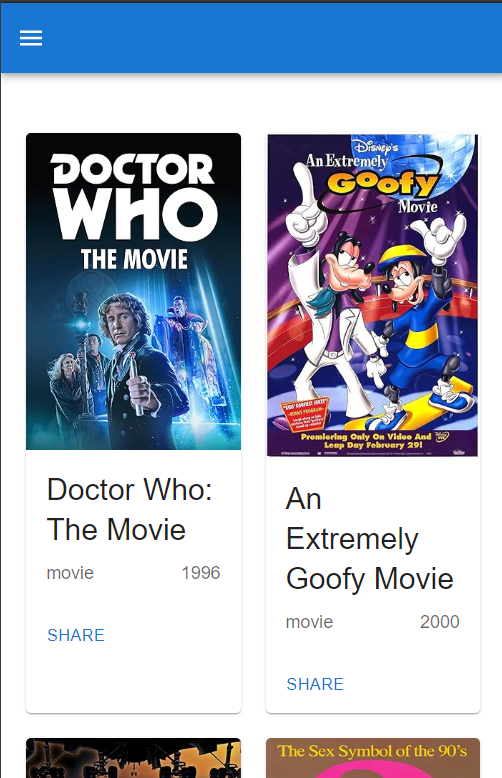 DOCTOR
WHO
THE MOVIE
Doctor Who:
The Movie
movie 1996
SHARE
Disney's
An Extremely
Goofy
Movie
Premiering Only On Video And
Leap Day February 29!
An
Extremely
Goofy Movie
movie 2000
SHARE
The Sex Symbol of the 90's